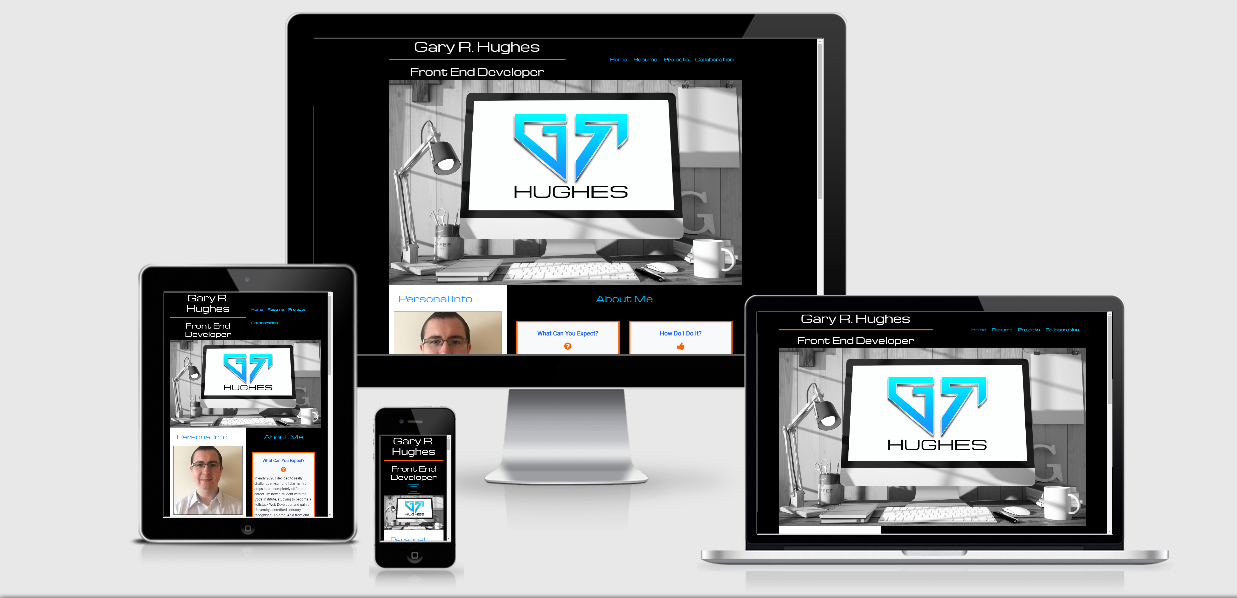 Gary R. Hughes
Home Resume Projects Collaboration
Front End Developer
HUGHES
Personal Info
About Me
What Can You Expect?
How Do I Do It?
Gary R.
Hughes
Home Resume Projects
Collaboration
Front End
Developer
HUGHES
Personal Info
About Me
What Can You Expect?
Gary R.
Hughes
Front End
Developer
HUGHES
Personal
Gary R. Hughes
Home Resume Projects Collaboration
Front End Developer
HUGHES